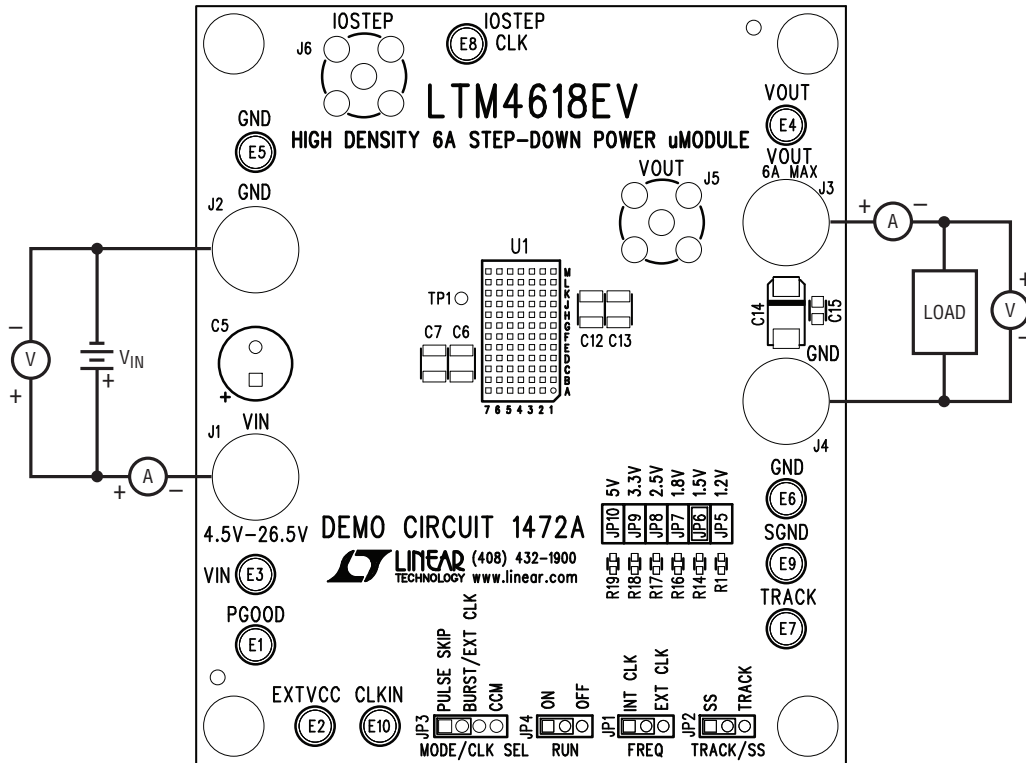 IOSTEP
J6
E8
IOSTEP
CLK
LTM4618EV
HIGH DENSITY 6A STEP-DOWN POWER uMODULE
GND
E5
VOUT
E4
VOUT
6A MAX
J3
GND
J2
VOUT
J5
U1
M
L
K
J
H
G
F
E
D
C
B
A
7 6 5 4 3 2 1
TP1
C7 C6
C12 C13
C14
C15
C5
+
- V +
VIN
+
+ A -
+ A -
LOAD
+ V -
GND
J4
J1
VIN
4.5V-26.5V
VIN
E3
PGOOD
E1
DEMO CIRCUIT 1472A
LINEAR
TECHNOLOGY
(408) 432-1900
www.linear.com
5V
3.3V
2.5V
1.8V
1.5V
1.2V
JP10
JP9
JP8
JP7
JP6
JP5
R19
R18
R17
R16
R14
R1
GND
E6
SGND
E9
TRACK
E7
EXTVCC
E2
CLKIN
E10
JP3
PULSE SKIP
BURST/EXT CLK
CCM
MODE/CLK SEL
JP4
ON
OFF
RUN
JP1
INT CLK
EXT CLK
FREQ
JP2
SS
TRACK
TRACK/SS